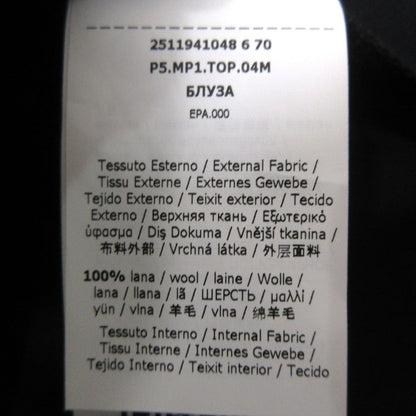 2511941048 6 70
P5.MP1.TOP.04M
БЛУЗА
EPA.000
Tessuto Esterno / External Fabric /
Tissu Externe / Externes Gewebe /
Tejido Externo / Teixit exterior / Tecido
Externo / Верхняя ткань / Εξωτερικό
ύφασμα / Diş Dokuma / Vnější tkanina /
布料外部 / Vrchná látka / 外层面料
100% lana / wool / laine / Wolle /
lana / llana / lã / ШЕРСТЬ / μαλλί /
yün / vlna / 羊毛 / vlna / 绵羊毛
Tessuto Interno / Internal Fabric /
Tissu Interne / Internes Gewebe /
Tejido Interno / Teixit interior / Tecido